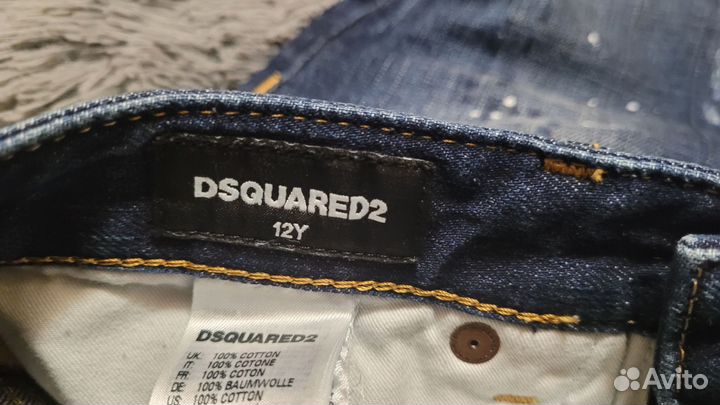 DSQUARED2
12Y
DSQUARED2
UK: 100% COTTON
IT: 100% COTONE
FR: 100% COTON
DE: 100% BAUMWOLLE
US: 100% COTTON
Avito